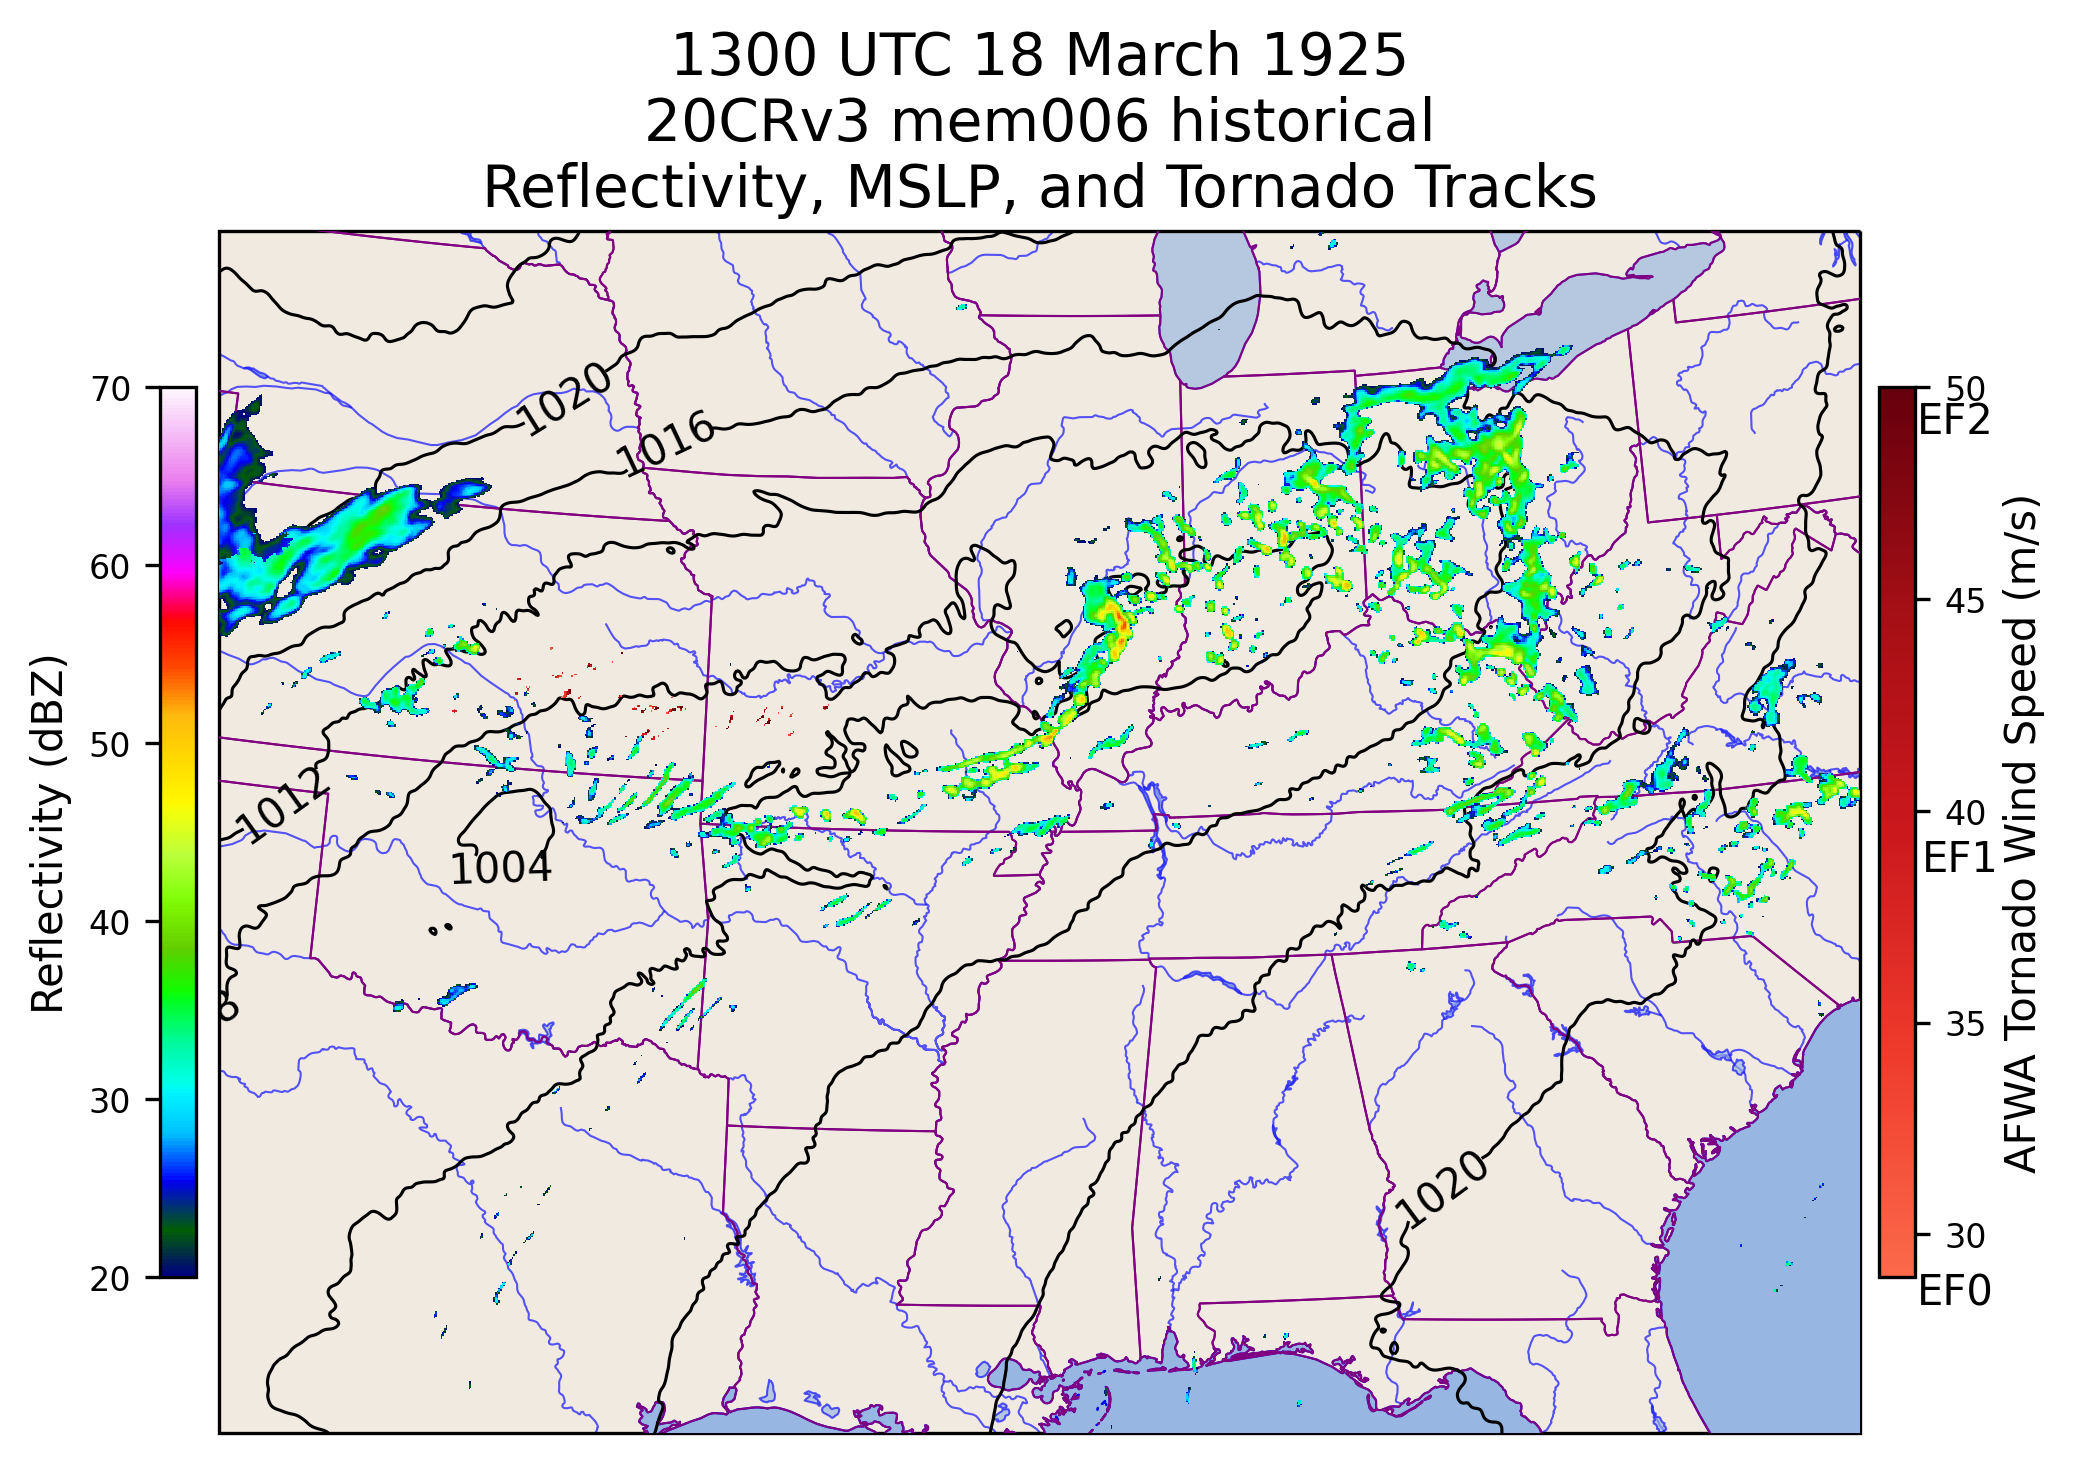 1300 UTC 18 March 1925
20CRv3 mem006 historical
Reflectivity, MSLP, and Tornado Tracks
Reflectivity (dBZ)
70
60
50
40
30
20
1020
1016
1012
1004
8
1020
50
EF2
45
40
EF1
35
30
EF0
AFWA Tornado Wind Speed (m/s)